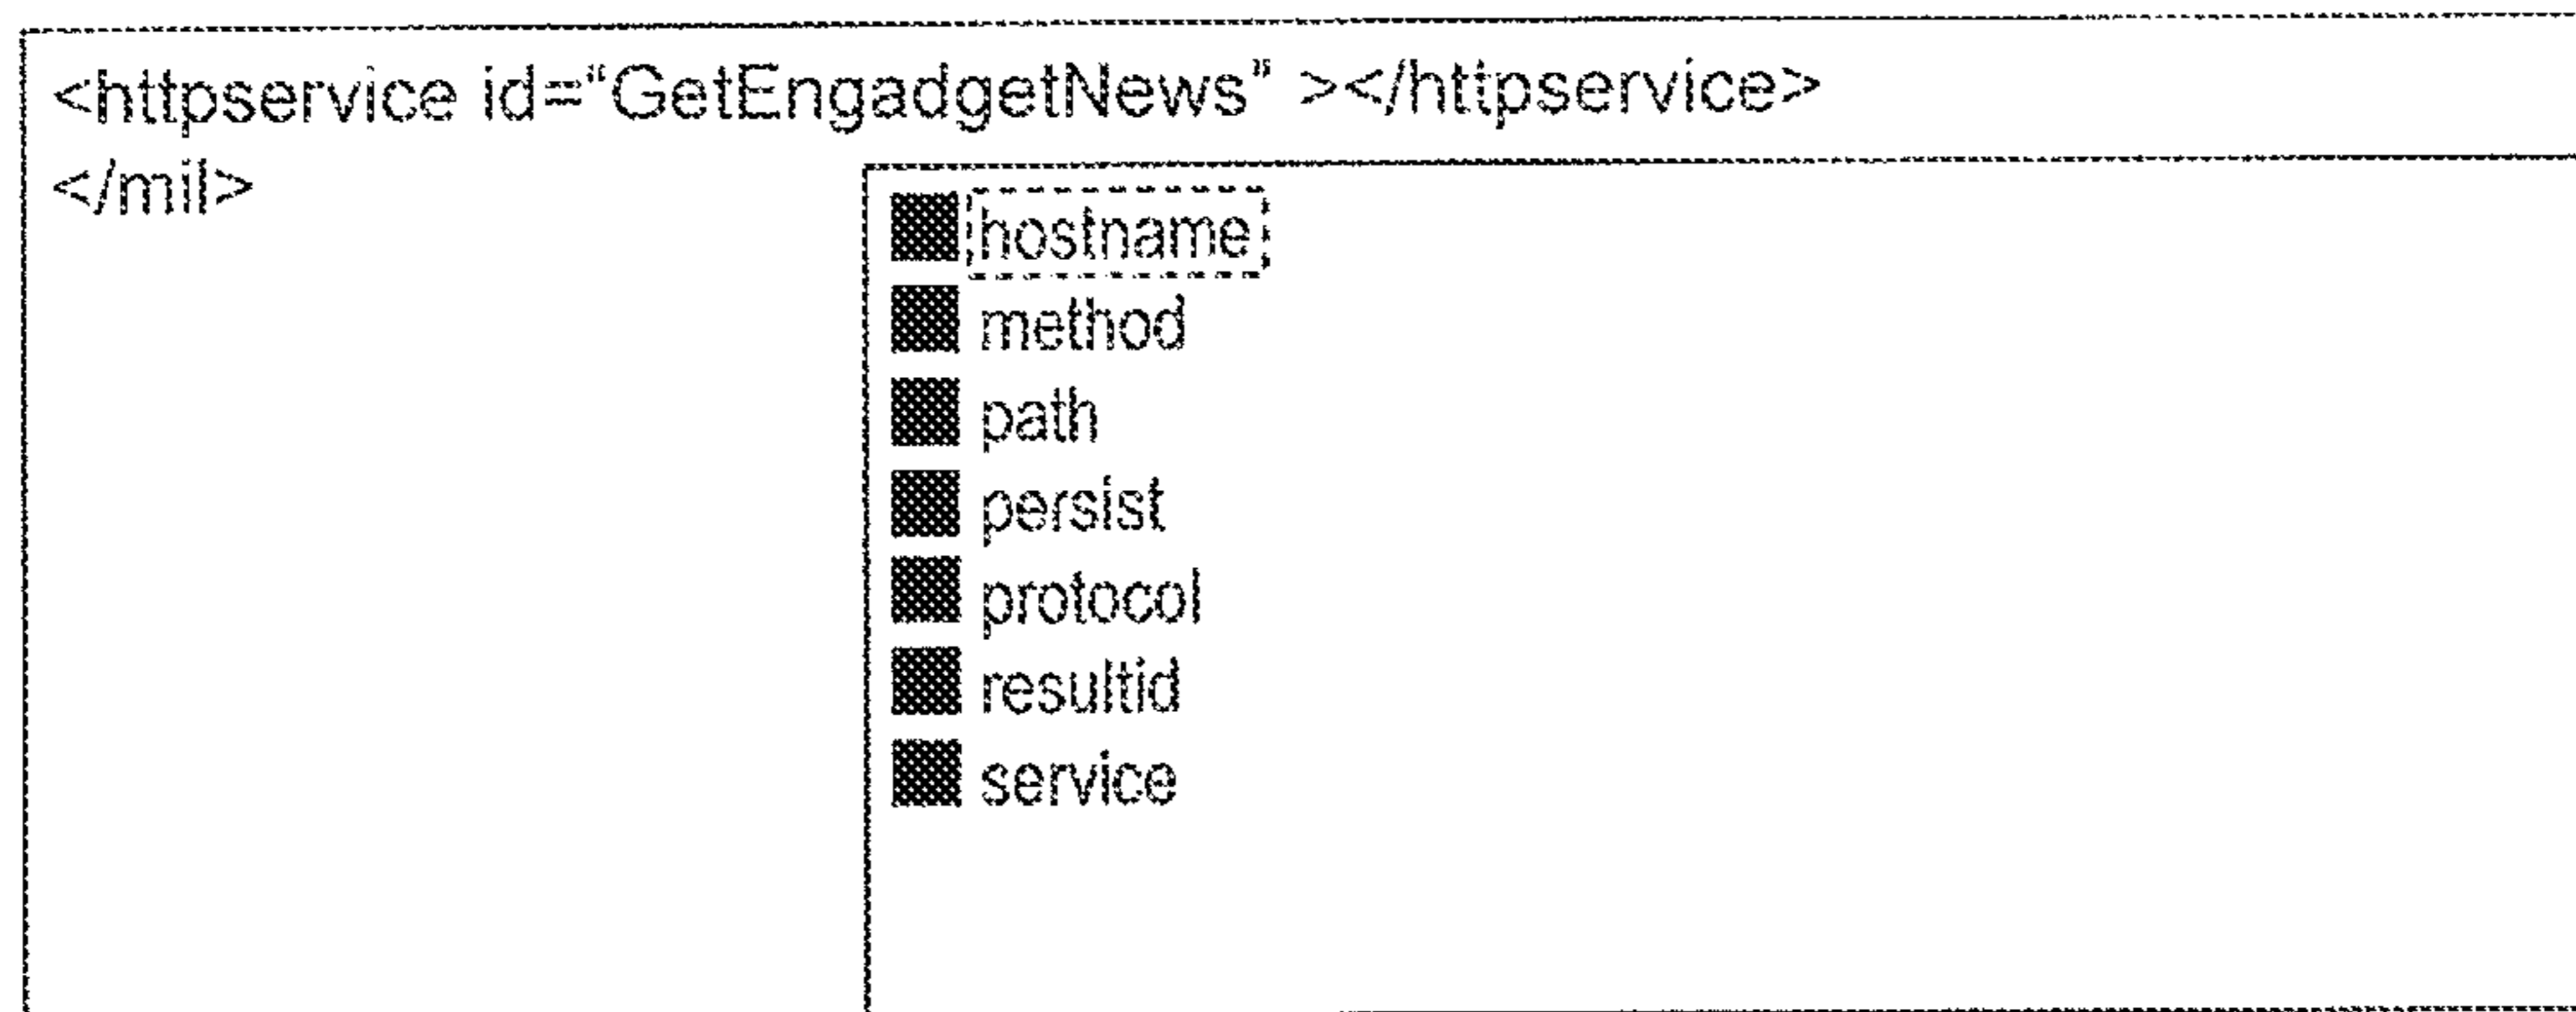 <httpservice id=“GetEngadgetNews” ></httpservice>
</mil>
hostname
method
path
persist
protocol
resultid
service